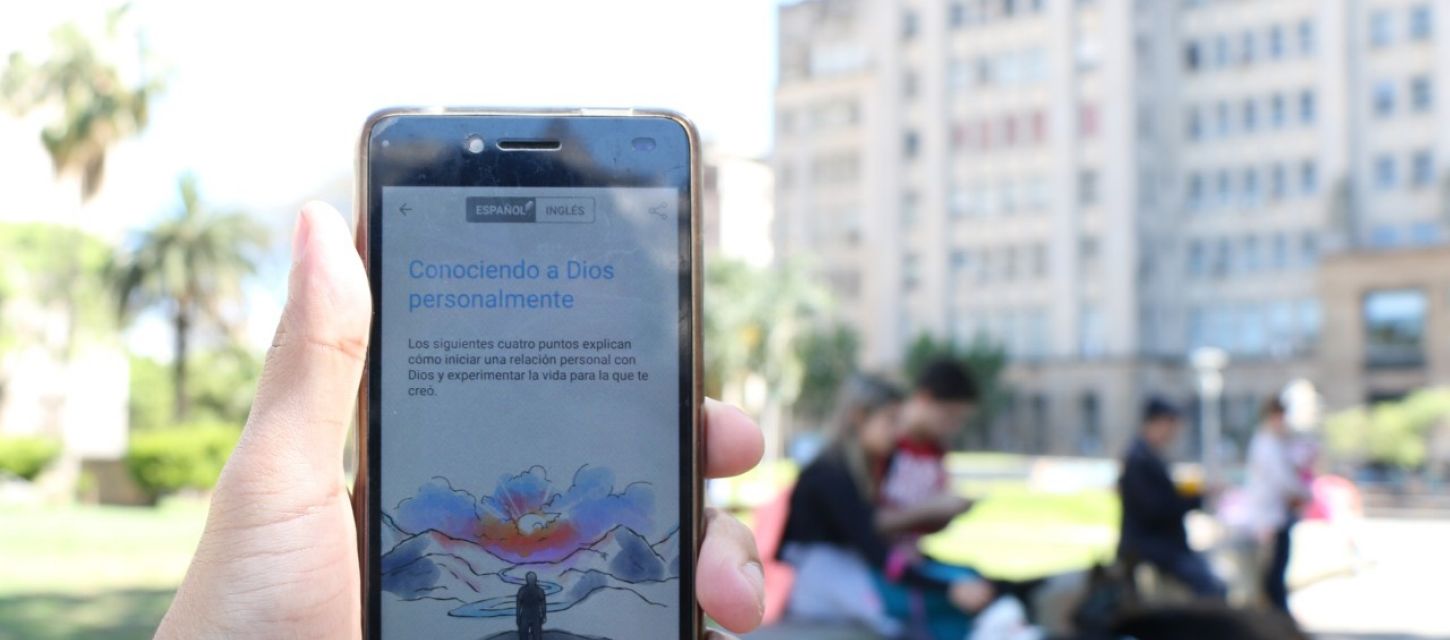 ESPAÑOL INGLÉS
Conociendo a Dios
personalmente
Los siguientes cuatro puntos explican
cómo iniciar una relación personal con
Dios y experimentar la vida para la que te
creó.